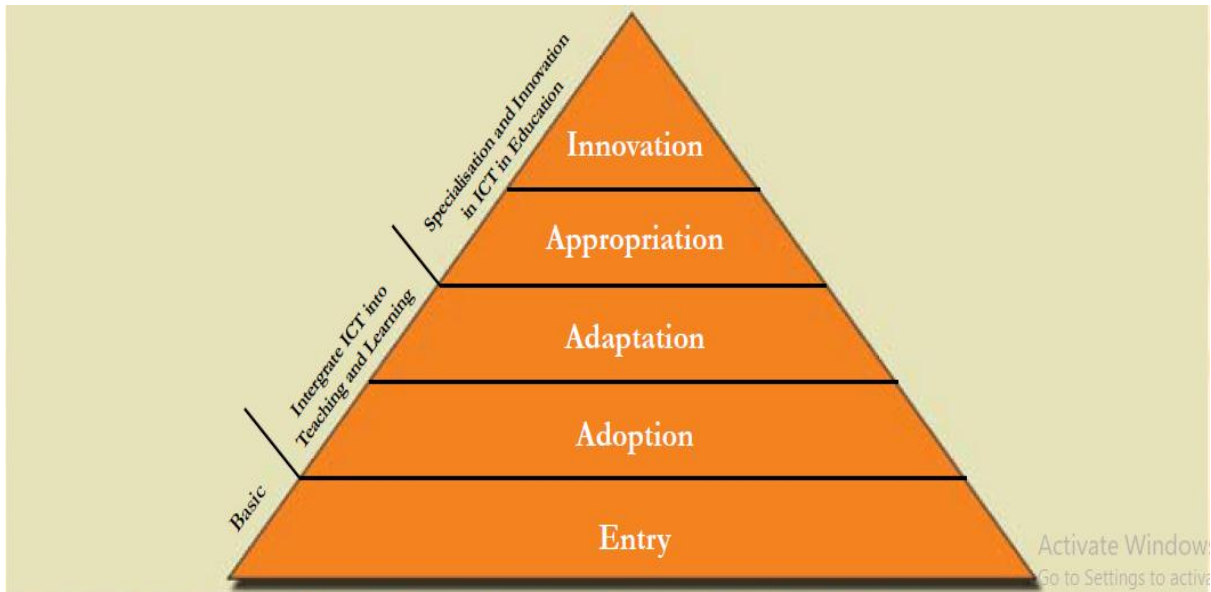 Specialisation and Innovation
in ICT in Education
Innovation
Appropriation
Intergrate ICT into
Teaching and Learning
Adaptation
Adoption
Basic
Entry
Activate Windows
Go to Settings to activa